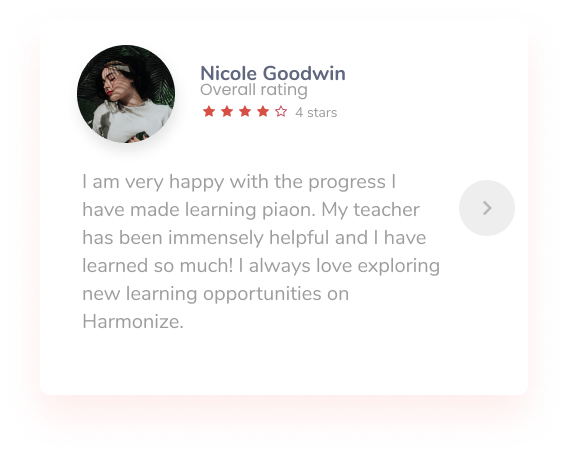 Nicole Goodwin
Overall rating
4 stars
I am very happy with the progress I
have made learning piaon. My teacher
has been immensely helpful and I have
learned so much! I always love exploring
new learning opportunities on
Harmonize.